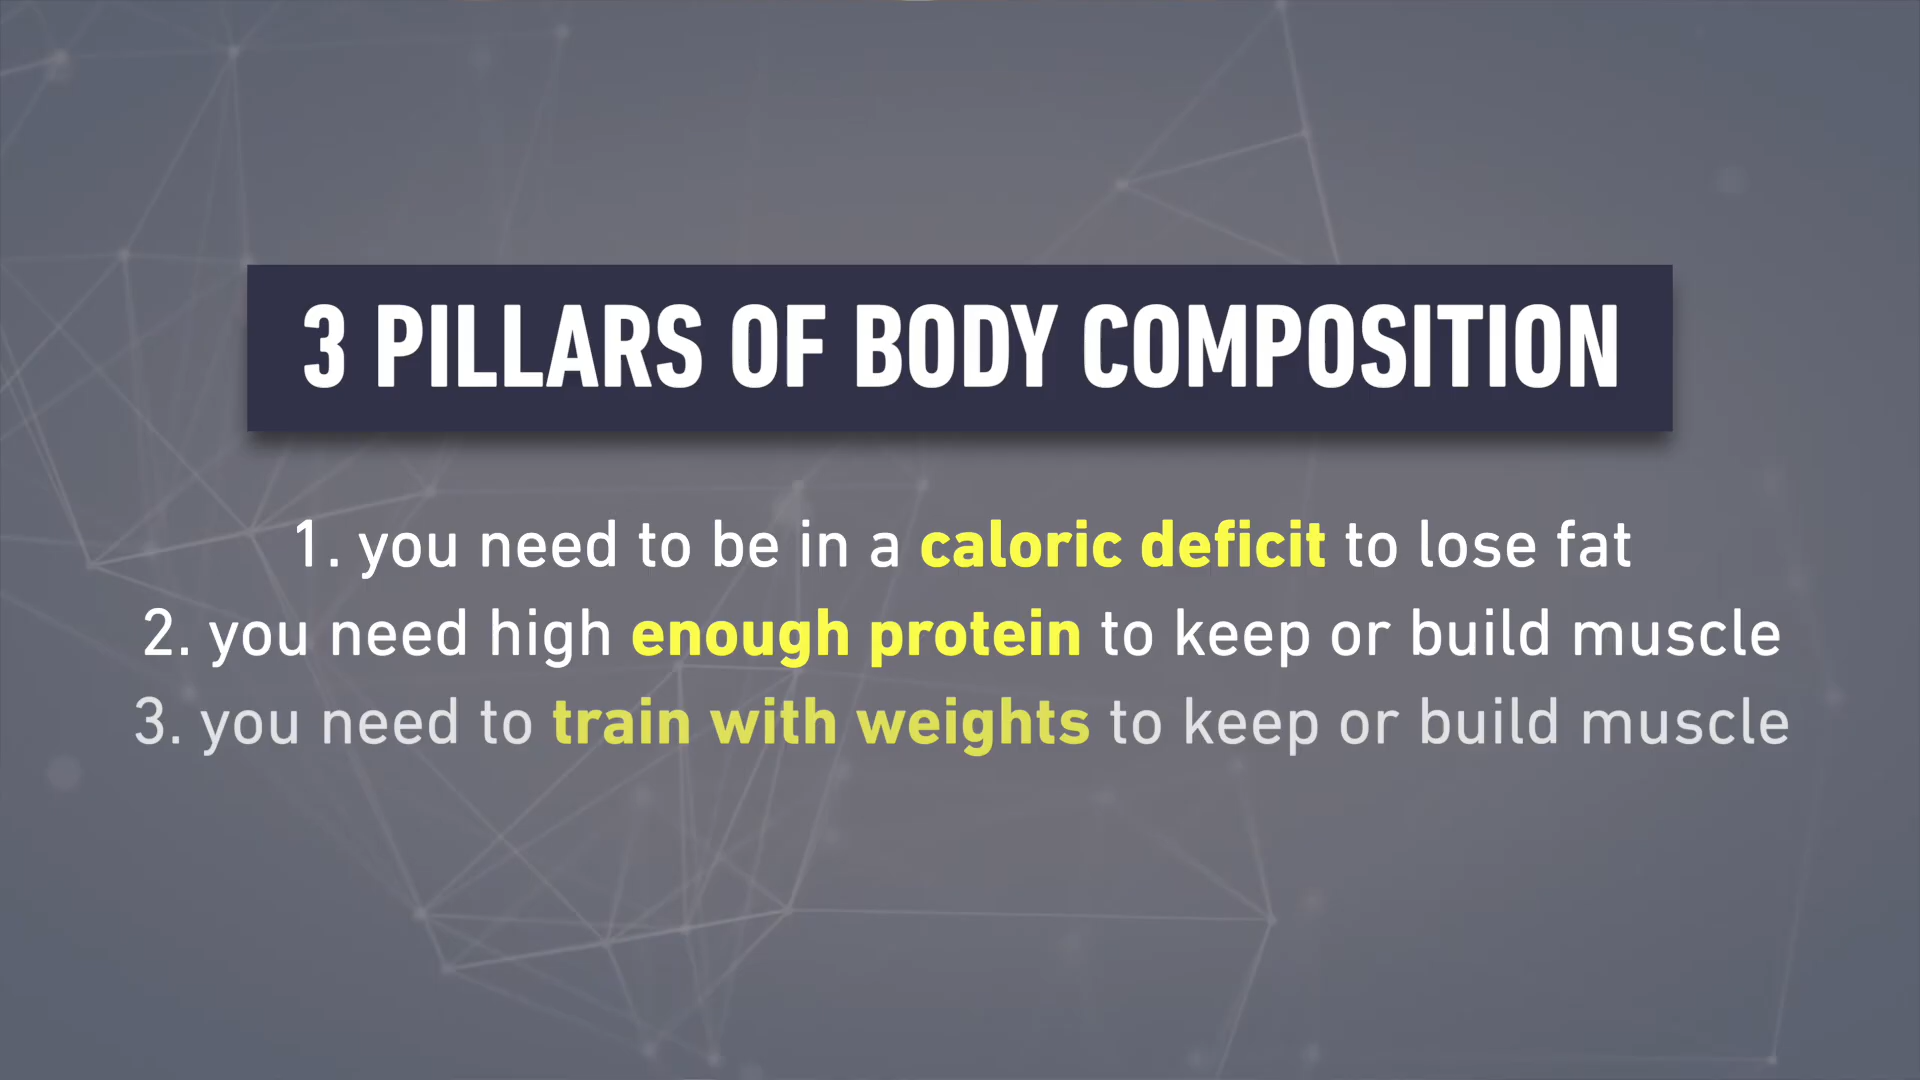 3 PILLARS OF BODY COMPOSITION
1. you need to be in a caloric deficit to lose fat
2. you need high enough protein to keep or build muscle
3. you need to train with weights to keep or build muscle